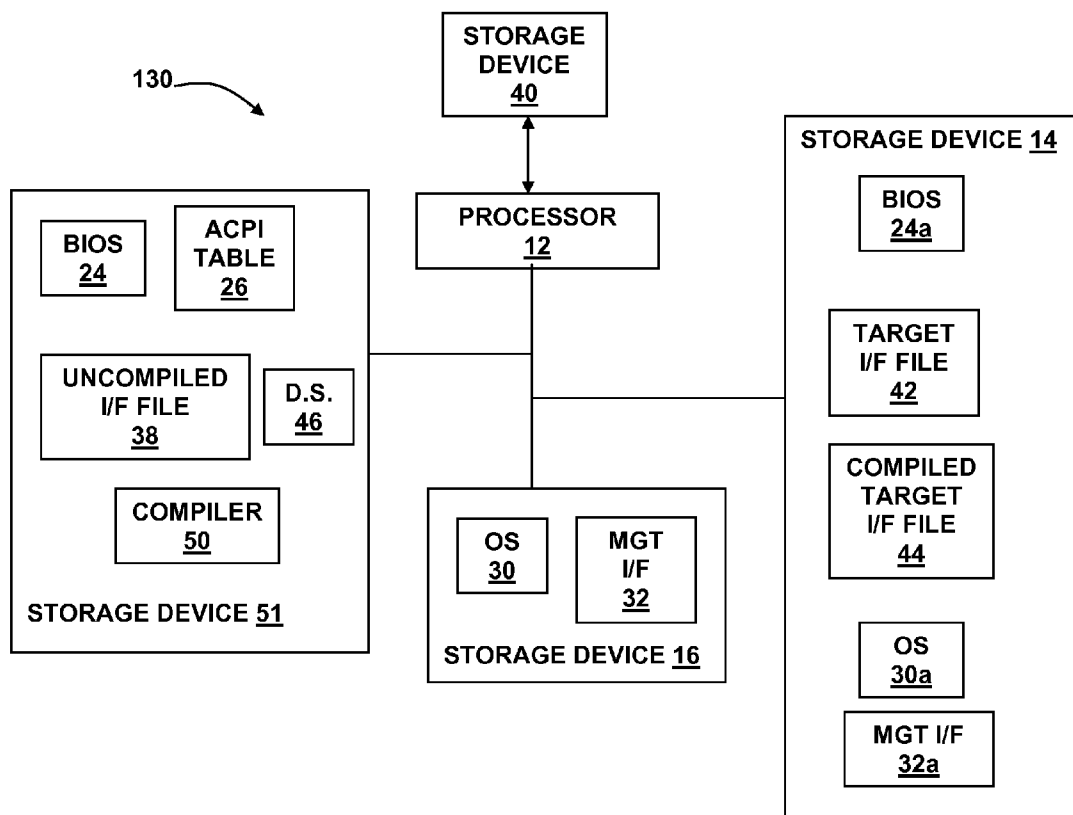 STORAGE
DEVICE
40
130
PROCESSOR
12
BIOS
24
ACPI
TABLE
26
UNCOMPILED
I/F FILE
38
D.S.
46
COMPILER
50
STORAGE DEVICE 51
OS
30
MGT
I/F
32
STORAGE DEVICE 16
STORAGE DEVICE 14
BIOS
24a
TARGET
I/F FILE
42
COMPILED
TARGET
I/F FILE
44
OS
30a
MGT I/F
32a